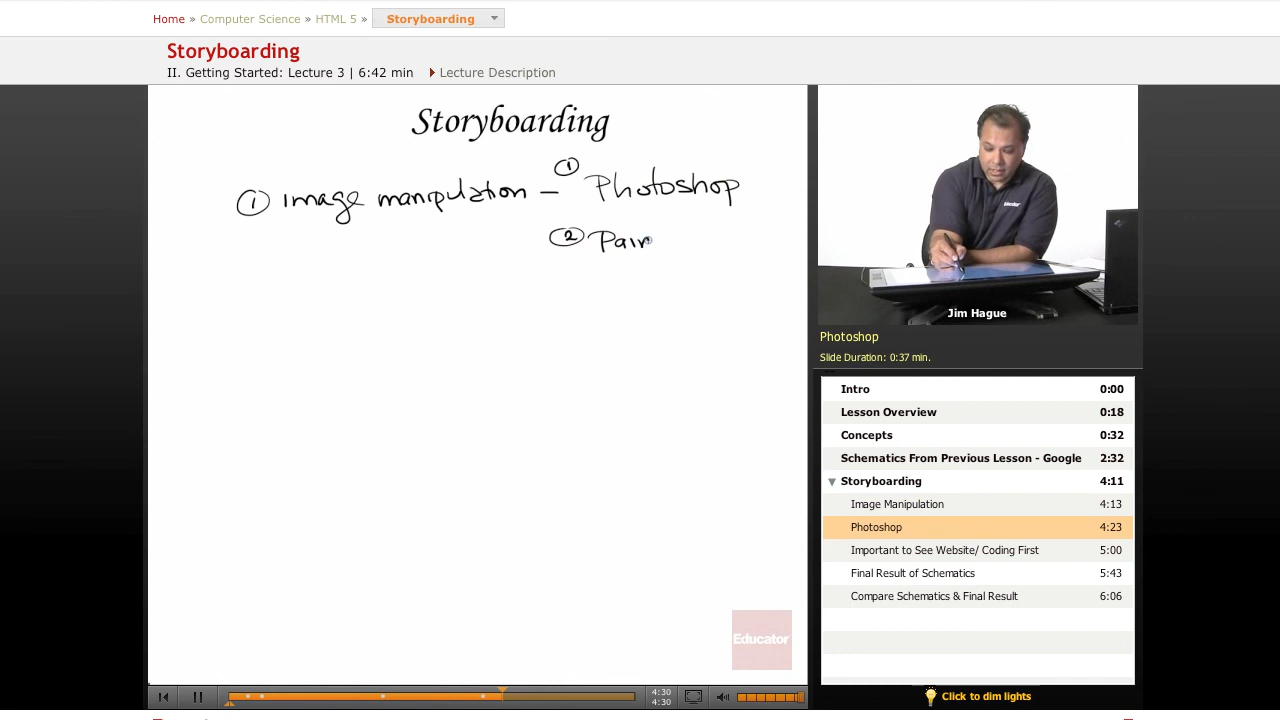 Home » Computer Science » HTML 5 » Storyboarding
Storyboarding
II. Getting Started: Lecture 3 | 6:42 min Lecture Description
Storyboarding
① Image manipulation – ① Photoshop
② Pain
Educator
Jim Hague
Photoshop
Slide Duration: 0:37 min.
Intro 0:00
Lesson Overview 0:18
Concepts 0:32
Schematics From Previous Lesson - Google 2:32
Storyboarding 4:11
Image Manipulation 4:13
Photoshop 4:23
Important to See Website/ Coding First 5:00
Final Result of Schematics 5:43
Compare Schematics & Final Result 6:06
4:30
4:30
Click to dim lights